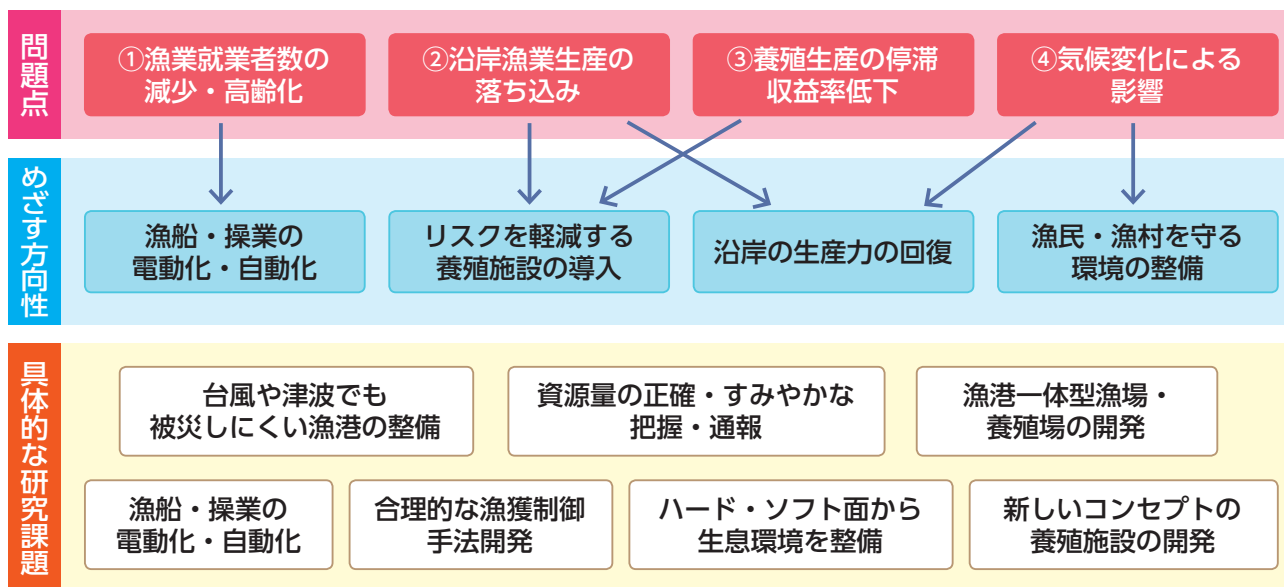 問題点
①漁業就業者数の
減少・高齢化
②沿岸漁業生産の
落ち込み
③養殖生産の停滞
収益率低下
④気候変化による
影響
めざす方向性
漁船・操業の
電動化・自動化
リスクを軽減する
養殖施設の導入
沿岸の生産力の回復
漁民・漁村を守る
環境の整備
具体的な研究課題
台風や津波でも
被災しにくい漁港の整備
資源量の正確・すみやかな
把握・通報
漁港一体型漁場・
養殖場の開発
漁船・操業の
電動化・自動化
合理的な漁獲制御
手法開発
ハード・ソフト面から
生息環境を整備
新しいコンセプトの
養殖施設の開発